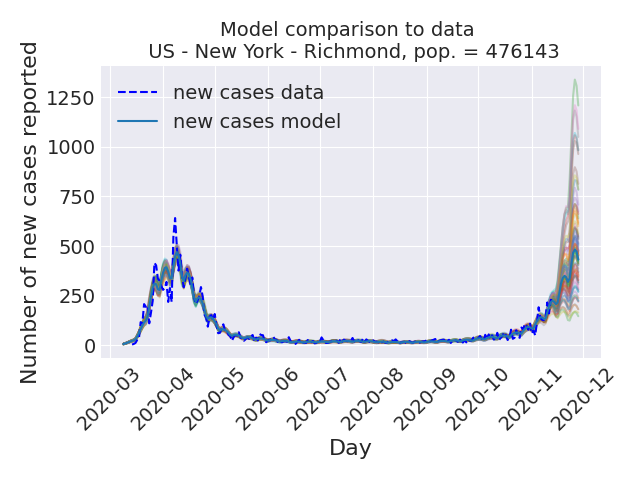 Model comparison to data
US - New York - Richmond, pop. = 476143
Number of new cases reported
new cases data
new cases model
1250
1000
750
500
250
0
2020-03
2020-04
2020-05
2020-06
2020-07
2020-08
2020-09
2020-10
2020-11
2020-12
Day